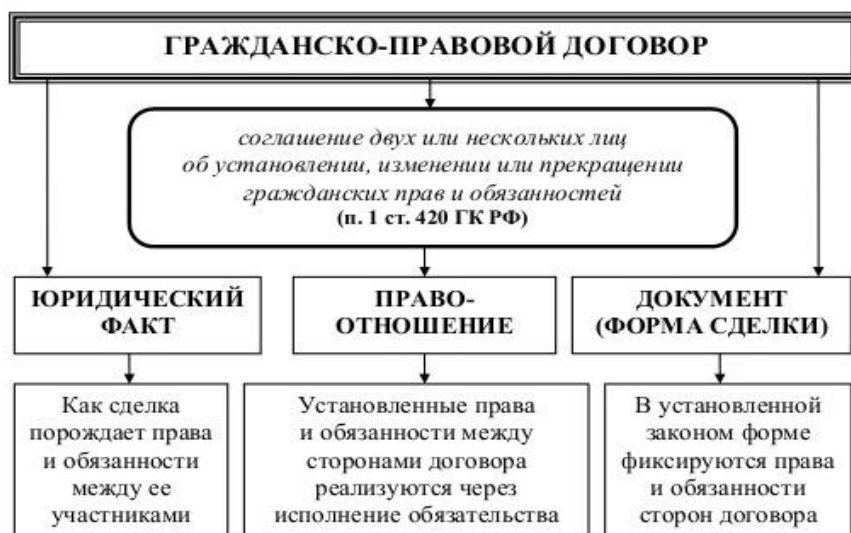 ГРАЖДАНСКО-ПРАВОВОЙ ДОГОВОР
соглашение двух или нескольких лиц
об установлении, изменении или прекращении
гражданских прав и обязанностей
(п. 1 ст. 420 ГК РФ)
ЮРИДИЧЕСКИЙ
ФАКТ
ПРАВО-
ОТНОШЕНИЕ
ДОКУМЕНТ
(ФОРМА СДЕЛКИ)
Как сделка
порождает права
и обязанности
между ее
участниками
Установленные права
и обязанности между
сторонами договора
реализуются через
исполнение обязательства
В установленной
законом форме
фиксируются права
и обязанности
сторон договора